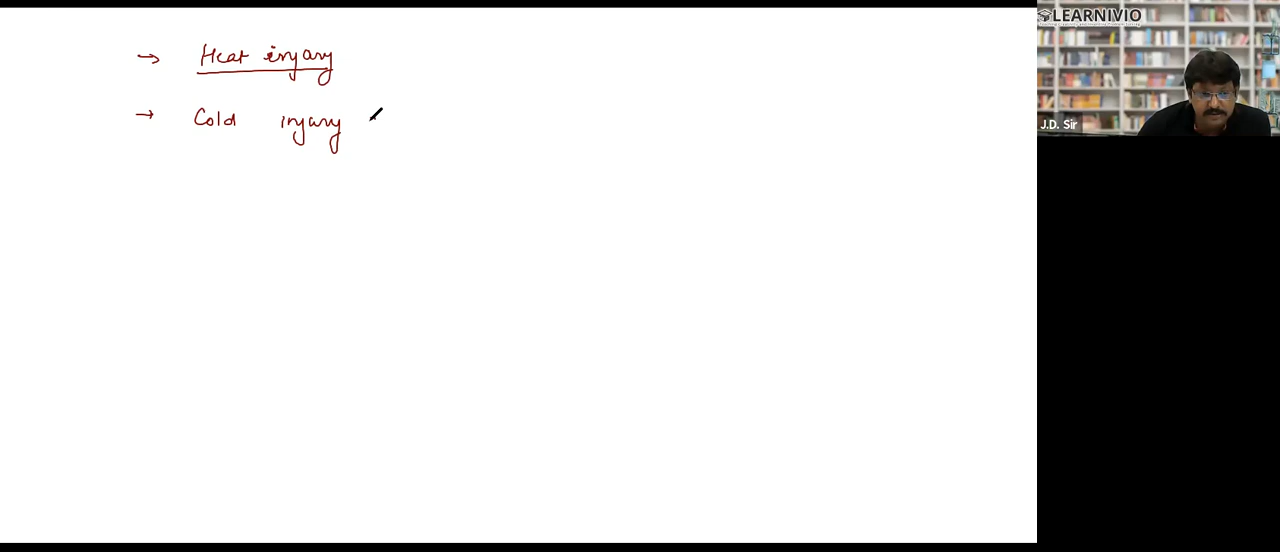 → Heat injury
→ Cold injury
LEARNIVIO
J.D. Sir